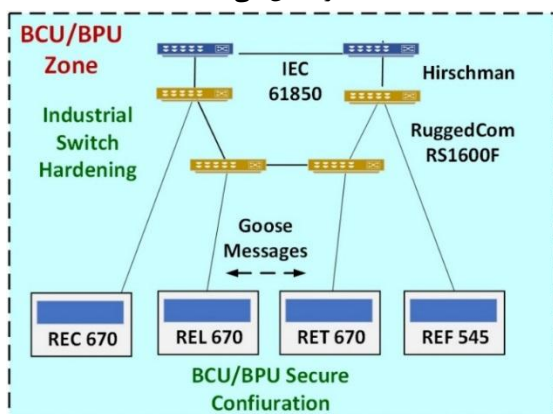 BCU/BPU
Zone
IEC
61850
Hirschman
Industrial
Switch
Hardening
RuggedCom
RS1600F
Goose
Messages
REC 670
REL 670
RET 670
REF 545
BCU/BPU Secure
Confiuration